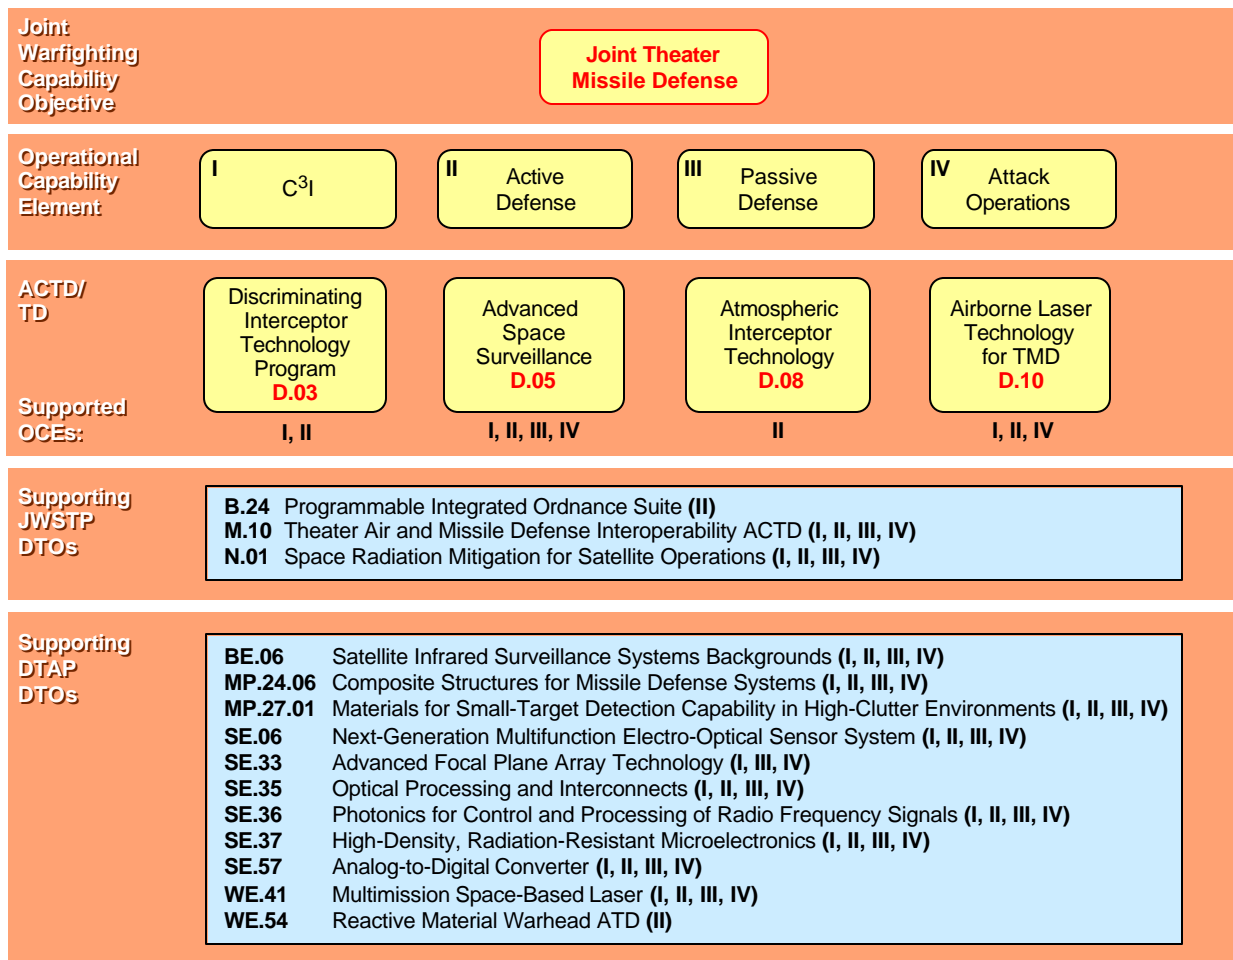 Joint
Warfighting
Capability
Objective
Joint Theater
Missile Defense
Operational
Capability
Element
I
C³I
II
Active
Defense
III
Passive
Defense
IV
Attack
Operations
ACTD/
TD
Discriminating
Interceptor
Technology
Program
D.03
Advanced
Space
Surveillance
D.05
Atmospheric
Interceptor
Technology
D.08
Airborne Laser
Technology
for TMD
D.10
Supported
OCEs:
I, II
I, II, III, IV
II
I, II, IV
Supporting
JWSTP
DTOs
B.24 Programmable Integrated Ordnance Suite (II)
M.10 Theater Air and Missile Defense Interoperability ACTD (I, II, III, IV)
N.01 Space Radiation Mitigation for Satellite Operations (I, II, III, IV)
Supporting
DTAP
DTOs
BE.06 Satellite Infrared Surveillance Systems Backgrounds (I, II, III, IV)
MP.24.06 Composite Structures for Missile Defense Systems (I, II, III, IV)
MP.27.01 Materials for Small-Target Detection Capability in High-Clutter Environments (I, II, III, IV)
SE.06 Next-Generation Multifunction Electro-Optical Sensor System (I, II, III, IV)
SE.33 Advanced Focal Plane Array Technology (I, III, IV)
SE.35 Optical Processing and Interconnects (I, II, III, IV)
SE.36 Photonics for Control and Processing of Radio Frequency Signals (I, II, III, IV)
SE.37 High-Density, Radiation-Resistant Microelectronics (I, II, III, IV)
SE.57 Analog-to-Digital Converter (I, II, III, IV)
WE.41 Multimission Space-Based Laser (I, II, III, IV)
WE.54 Reactive Material Warhead ATD (II)